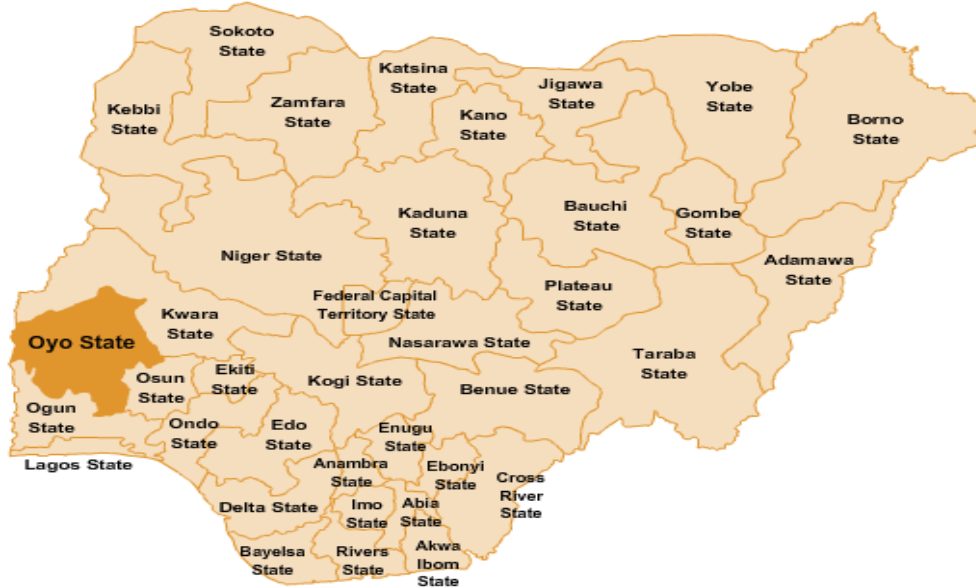 Sokoto
State
Katsina
State
Jigawa
State
Yobe
State
Kebbi
State
Zamfara
State
Kano
State
Borno
State
Kaduna
State
Bauchi
State
Gombe
State
Niger State
Adamawa
State
Federal Capital
Territory State
Plateau
State
Kwara
State
Oyo State
Nasarawa State
Taraba
State
Osun
State
Ekiti
State
Kogi State
Benue State
Ogun
State
Ondo
State
Edo
State
Enugu
State
Lagos State
Anambra
State
Ebonyi
State
Cross
River
State
Delta State
Imo
State
Abia
State
Bayelsa
State
Rivers
State
Akwa
Ibom
State